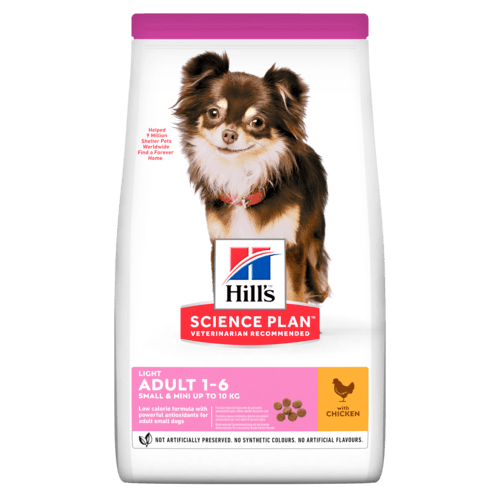 Helped
9 Million
Shelter Pets
Worldwide
Find a Forever
Home
Hill's
SCIENCE PLAN™
VETERINARIAN RECOMMENDED
LIGHT
ADULT 1-6
SMALL & MINI UP TO 10 KG
Low calorie formula with
powerful antioxidants for
adult small dogs
with
CHICKEN
NOT ARTIFICIALLY PRESERVED. NO SYNTHETIC COLOURS. NO ARTIFICIAL FLAVOURS.